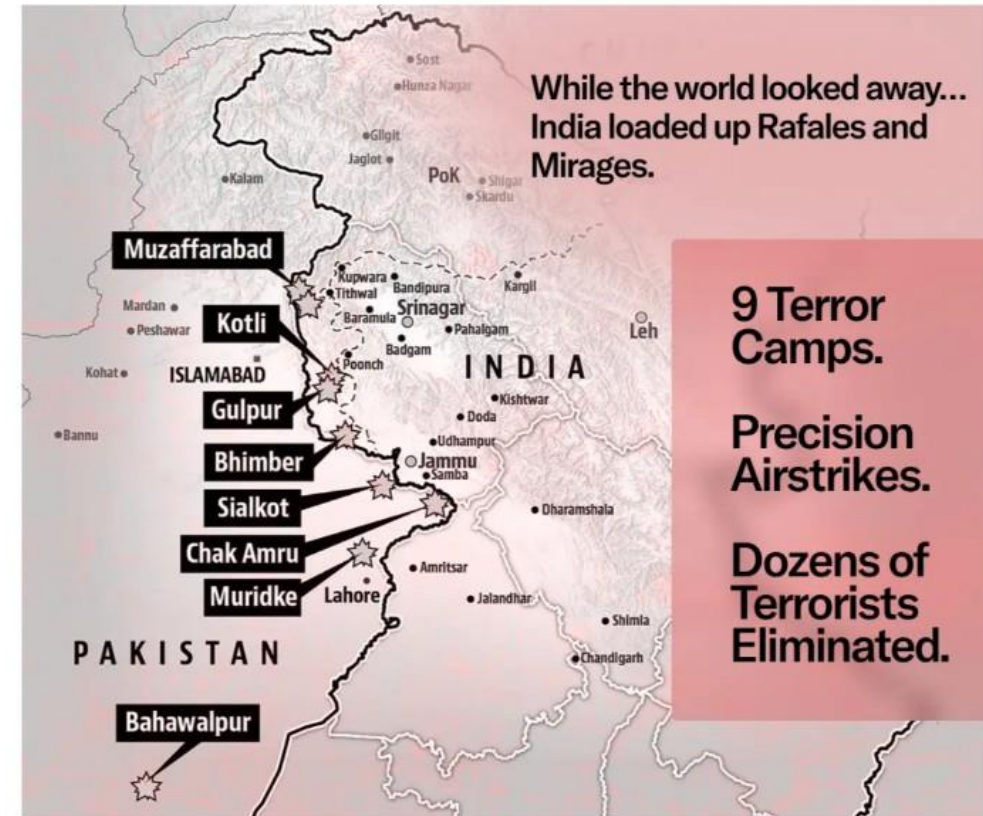 While the world looked away...
India loaded up Rafales and
Mirages.
9 Terror
Camps.
Precision
Airstrikes.
Dozens of
Terrorists
Eliminated.
Sost
Hunza Nagar
Gilgit
Jaglot
Kalam
PoK
Shigar
Skardu
Muzaffarabad
Kupwara
Tithwal
Bandipura
Kargil
Mardan
Srinagar
Baramula
Leh
Kotli
Peshawar
Pahalgam
Badgam
Poonch
INDIA
Kohat
ISLAMABAD
Kishtwar
Gulpur
Doda
Bannu
Udhampur
Bhimber
Jammu
Samba
Sialkot
Dharamshala
Chak Amru
Amritsar
Muridke
Lahore
Jalandhar
Shimla
PAKISTAN
Chandigarh
Bahawalpur